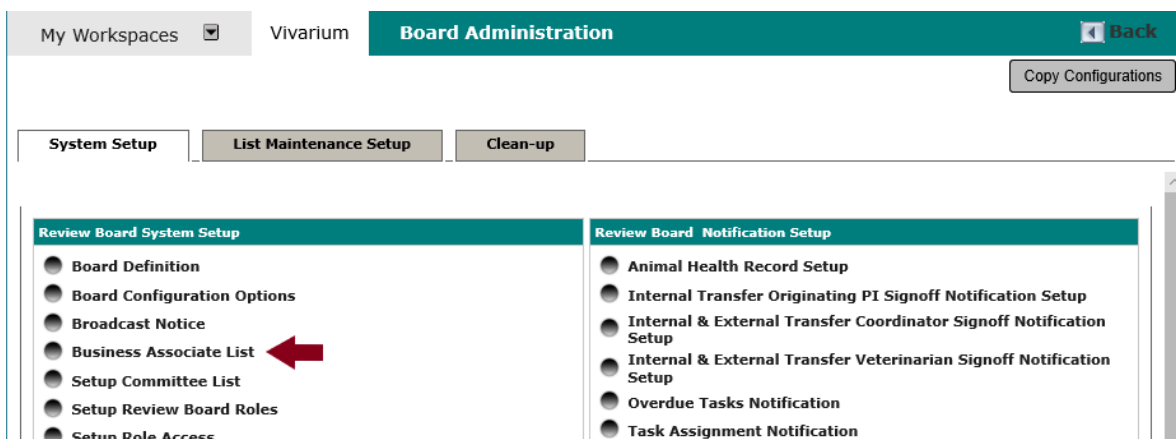 My Workspaces
Vivarium
Board Administration
Back
Copy Configurations
System Setup
List Maintenance Setup
Clean-up
Review Board System Setup
Board Definition
Board Configuration Options
Broadcast Notice
Business Associate List
Setup Committee List
Setup Review Board Roles
Setup Role Access
Review Board Notification Setup
Animal Health Record Setup
Internal Transfer Originating PI Signoff Notification Setup
Internal & External Transfer Coordinator Signoff Notification
Setup
Internal & External Transfer Veterinarian Signoff Notification
Setup
Overdue Tasks Notification
Task Assignment Notification